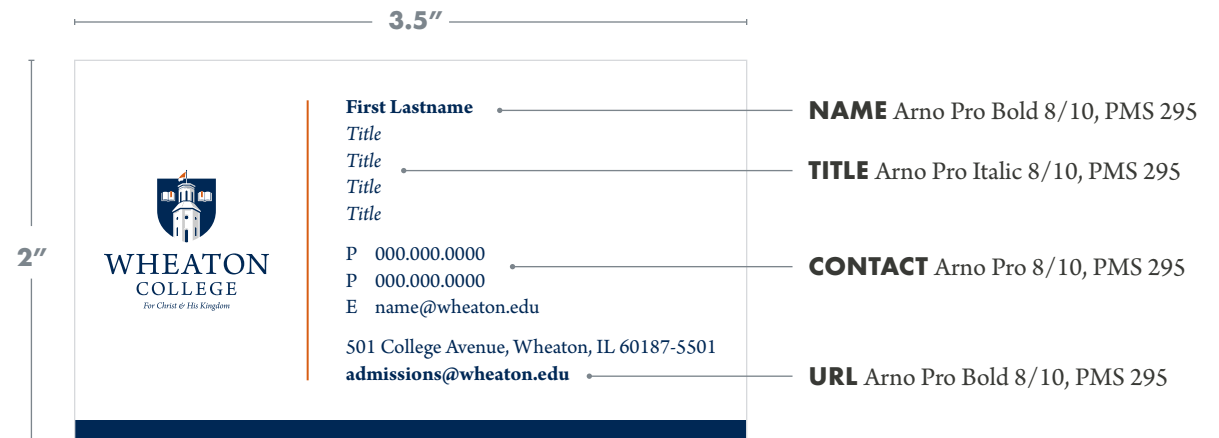 3.5"
2"
WHEATON
COLLEGE
For Christ & His Kingdom
First Lastname
Title
Title
Title
Title
P 000.000.0000
P 000.000.0000
E name@wheaton.edu
501 College Avenue, Wheaton, IL 60187-5501
admissions@wheaton.edu
NAME Arno Pro Bold 8/10, PMS 295
TITLE Arno Pro Italic 8/10, PMS 295
CONTACT Arno Pro 8/10, PMS 295
URL Arno Pro Bold 8/10, PMS 295